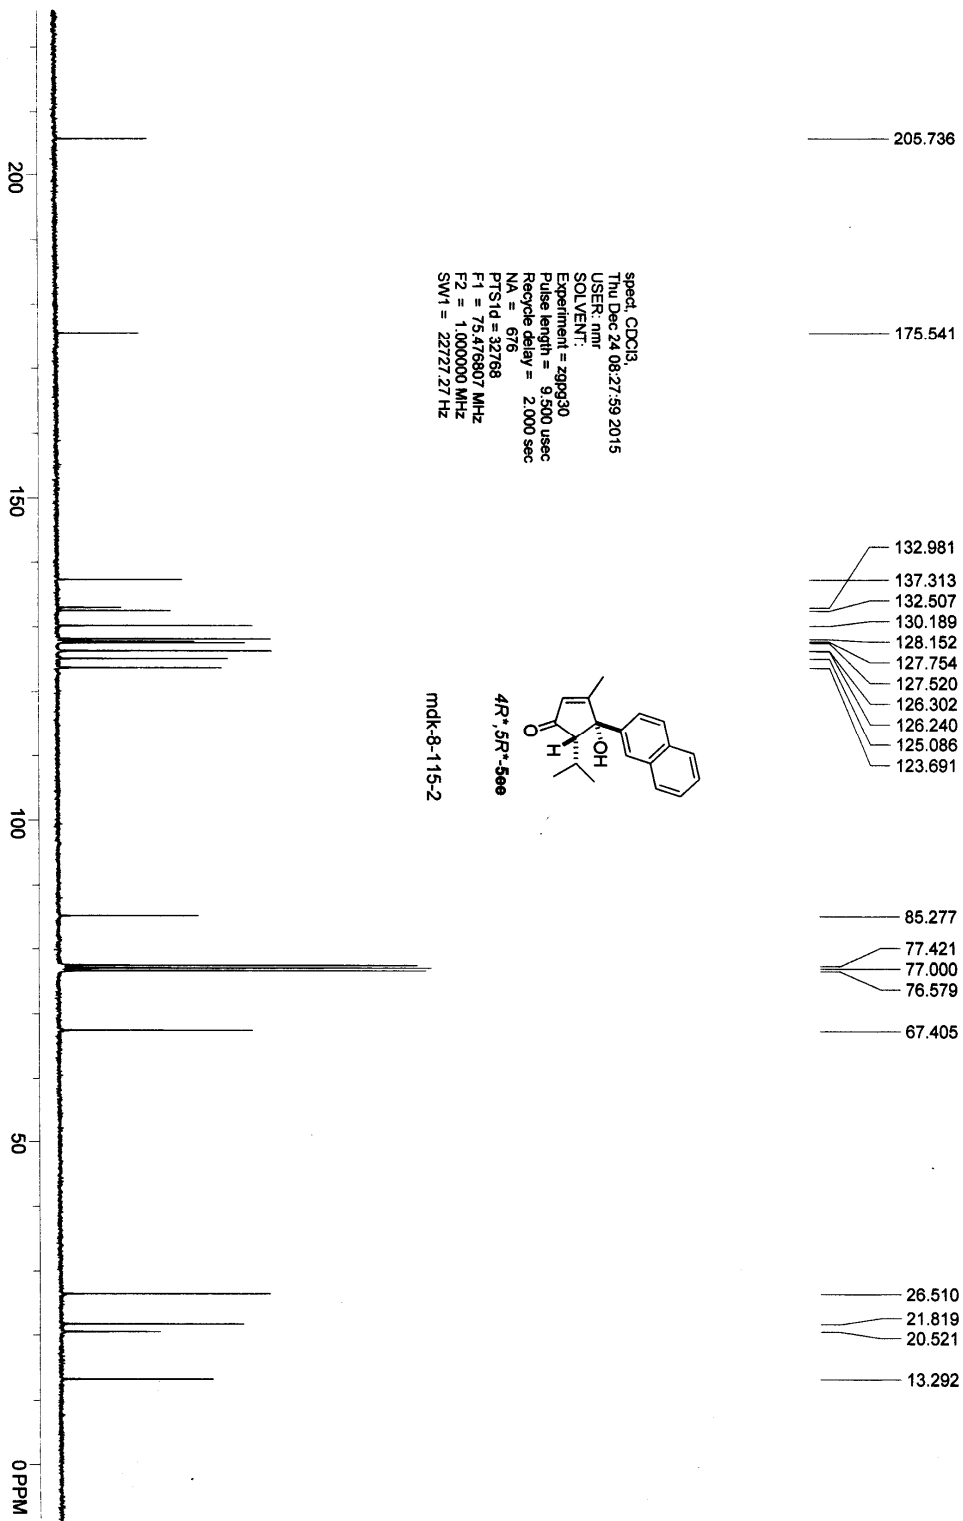 205.736
175.541
132.981
137.313
132.507
130.189
128.152
127.754
127.520
126.302
126.240
125.086
123.691
85.277
77.421
77.000
76.579
67.405
26.510
21.819
20.521
13.292
spect, CDCl3,
Thu Dec 24 08:27:59 2015
USER: nmr
SOLVENT:
Experiment = zgpg30
Pulse length = 9.500 usec
Recycle delay = 2.000 sec
NA = 676
PTS1d = 32768
F1 = 75.476807 MHz
F2 = 1.000000 MHz
SW1 = 22727.27 Hz
OH
H
O
4R*,5R*-5ee
mdk-8-115-2
200
150
100
50
0 PPM